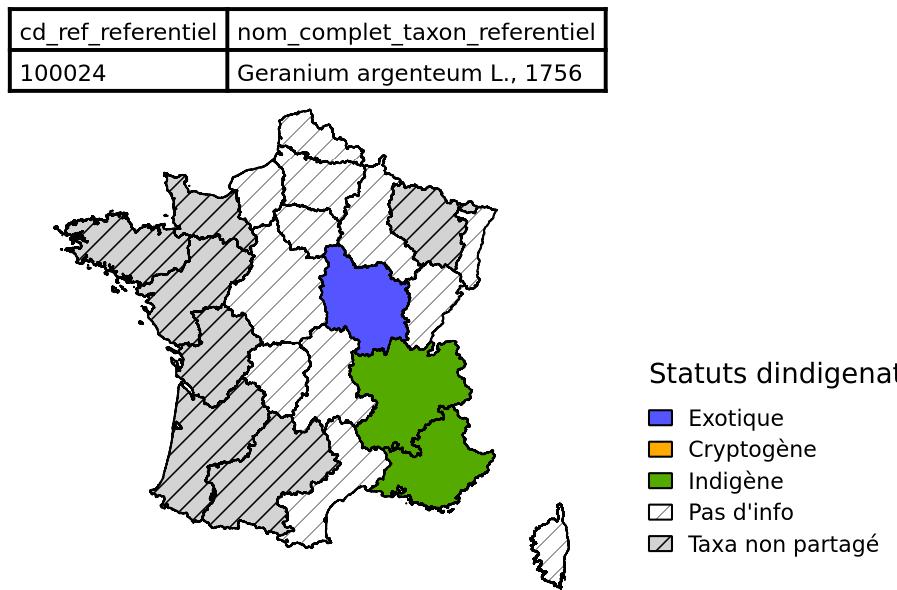 cd_ref_referentiel nom_complet_taxon_referentiel
100024 Geranium argenteum L., 1756
Statuts dindigenat
Exotique
Cryptogène
Indigène
Pas d'info
Taxa non partagé